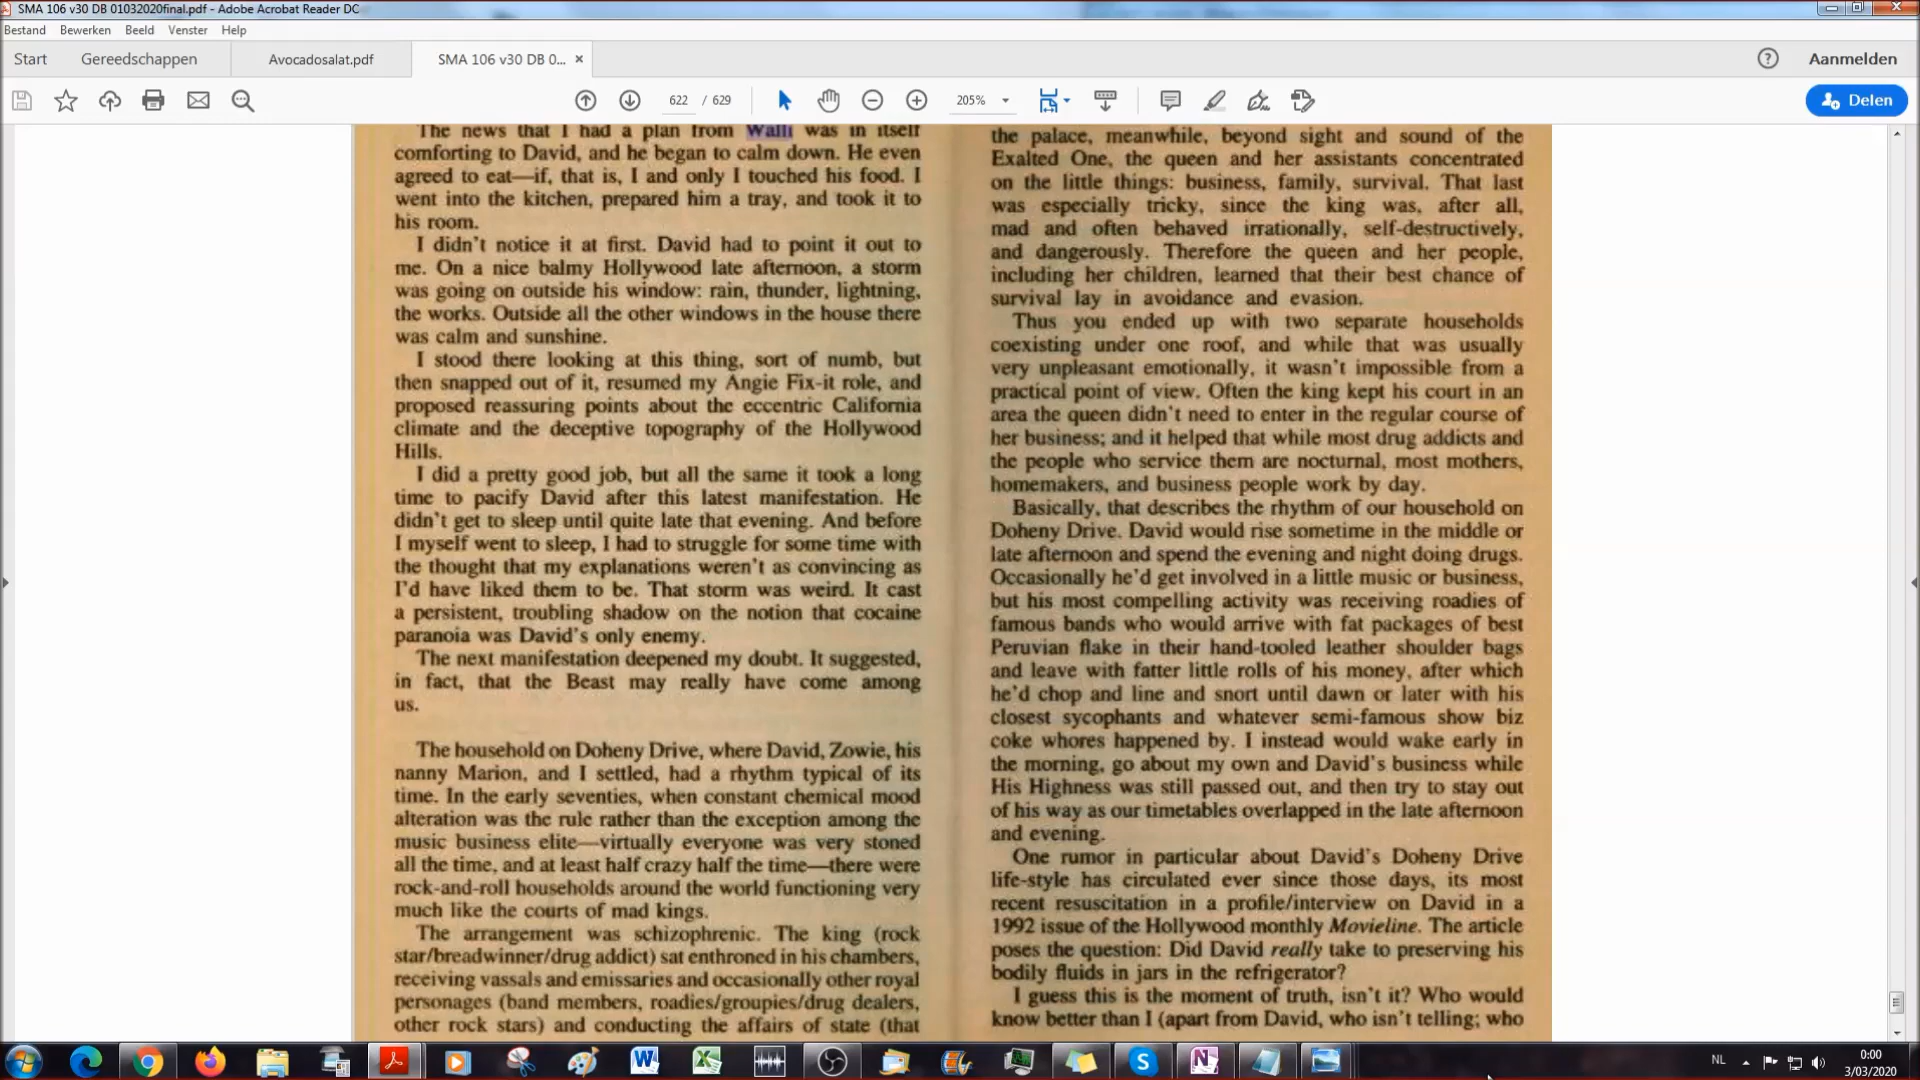 SMA 106 v30 DB 01032020final.pdf - Adobe Acrobat Reader DC
Bestand Bewerken Beeld Venster Help
Start Gereedschappen Avocadosalat.pdf SMA 106 v30 DB 0... × Aanmelden
622 / 629 205% Delen
The news that I had a plan from Walli was in itself
comforting to David, and he began to calm down. He even
agreed to eat—if, that is, I and only I touched his food. I
went into the kitchen, prepared him a tray, and took it to
his room.
I didn't notice it at first. David had to point it out to
me. On a nice balmy Hollywood late afternoon, a storm
was going on outside his window: rain, thunder, lightning,
the works. Outside all the other windows in the house there
was calm and sunshine.
I stood there looking at this thing, sort of numb, but
then snapped out of it, resumed my Angie Fix-it role, and
proposed reassuring points about the eccentric California
climate and the deceptive topography of the Hollywood
Hills.
I did a pretty good job, but all the same it took a long
time to pacify David after this latest manifestation. He
didn't get to sleep until quite late that evening. And before
I myself went to sleep, I had to struggle for some time with
the thought that my explanations weren't as convincing as
I'd have liked them to be. That storm was weird. It cast
a persistent, troubling shadow on the notion that cocaine
paranoia was David's only enemy.
The next manifestation deepened my doubt. It suggested,
in fact, that the Beast may really have come among
us.
The household on Doheny Drive, where David, Zowie, his
nanny Marion, and I settled, had a rhythm typical of its
time. In the early seventies, when constant chemical mood
alteration was the rule rather than the exception among the
music business elite—virtually everyone was very stoned
all the time, and at least half crazy half the time—there were
rock-and-roll households around the world functioning very
much like the courts of mad kings.
The arrangement was schizophrenic. The king (rock
star/breadwinner/drug addict) sat enthroned in his chambers,
receiving vassals and emissaries and occasionally other royal
personages (band members, roadies/groupies/drug dealers,
other rock stars) and conducting the affairs of state (that
the palace, meanwhile, beyond sight and sound of the
Exalted One, the queen and her assistants concentrated
on the little things: business, family, survival. That last
was especially tricky, since the king was, after all,
mad and often behaved irrationally, self-destructively,
and dangerously. Therefore the queen and her people,
including her children, learned that their best chance of
survival lay in avoidance and evasion.
Thus you ended up with two separate households
coexisting under one roof, and while that was usually
very unpleasant emotionally, it wasn't impossible from a
practical point of view. Often the king kept his court in an
area the queen didn't need to enter in the regular course of
her business; and it helped that while most drug addicts and
the people who service them are nocturnal, most mothers,
homemakers, and business people work by day.
Basically, that describes the rhythm of our household on
Doheny Drive. David would rise sometime in the middle or
late afternoon and spend the evening and night doing drugs.
Occasionally he'd get involved in a little music or business,
but his most compelling activity was receiving roadies of
famous bands who would arrive with fat packages of best
Peruvian flake in their hand-tooled leather shoulder bags
and leave with fatter little rolls of his money, after which
he'd chop and line and snort until dawn or later with his
closest sycophants and whatever semi-famous show biz
coke whores happened by. I instead would wake early in
the morning, go about my own and David's business while
His Highness was still passed out, and then try to stay out
of his way as our timetables overlapped in the late afternoon
and evening.
One rumor in particular about David's Doheny Drive
life-style has circulated ever since those days, its most
recent resuscitation in a profile/interview on David in a
1992 issue of the Hollywood monthly Movieline. The article
poses the question: Did David really take to preserving his
bodily fluids in jars in the refrigerator?
I guess this is the moment of truth, isn't it? Who would
know better than I (apart from David, who isn't telling; who
NL 0:00
3/03/2020